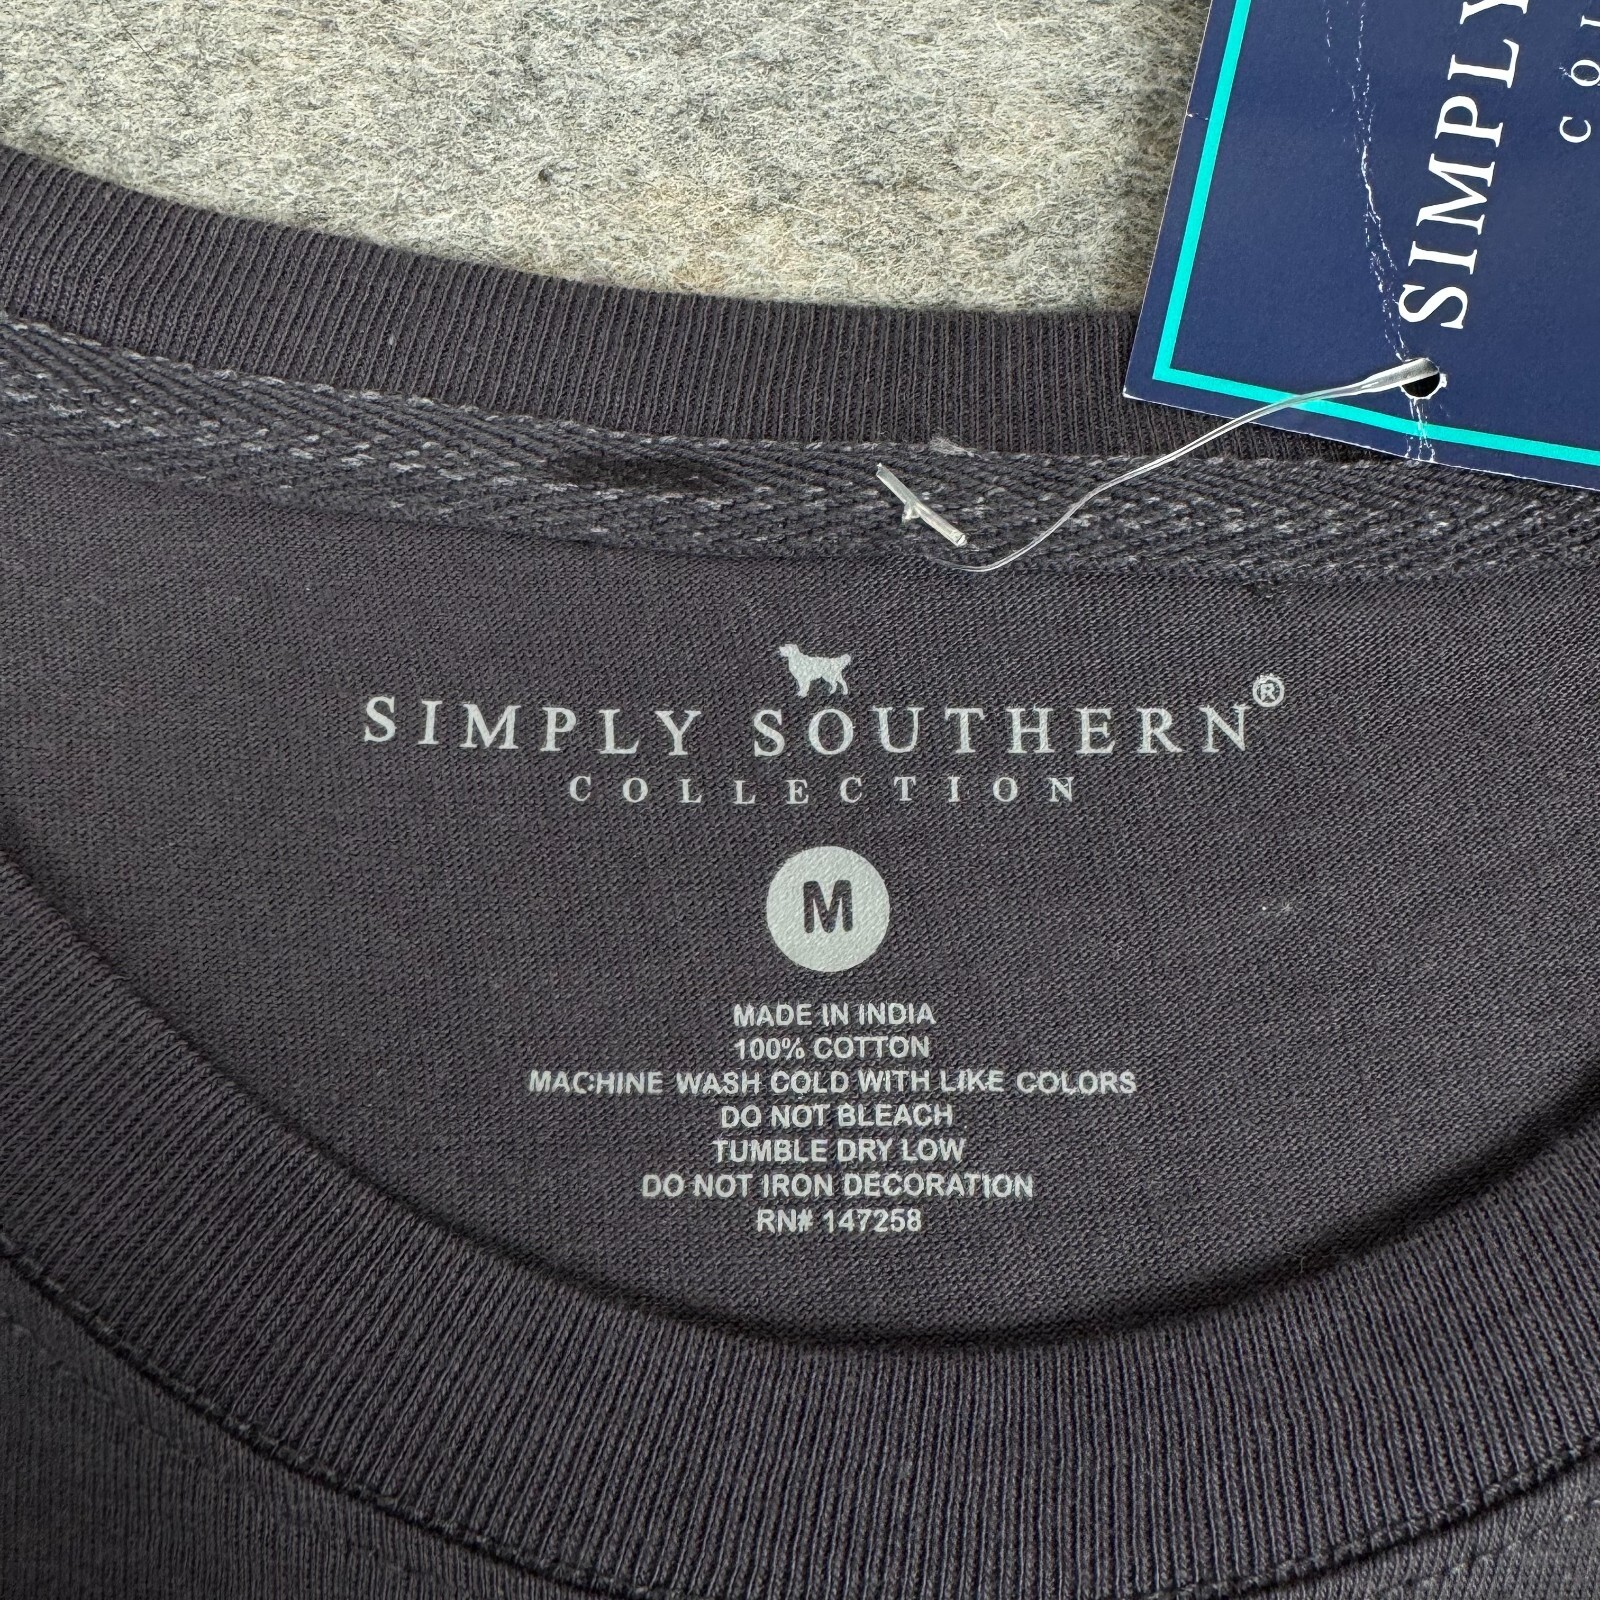 SIMPLY
SIMPLY SOUTHERN®
COLLECTION
M
MADE IN INDIA
100% COTTON
MACHINE WASH COLD WITH LIKE COLORS
DO NOT BLEACH
TUMBLE DRY LOW
DO NOT IRON DECORATION
RN# 147258